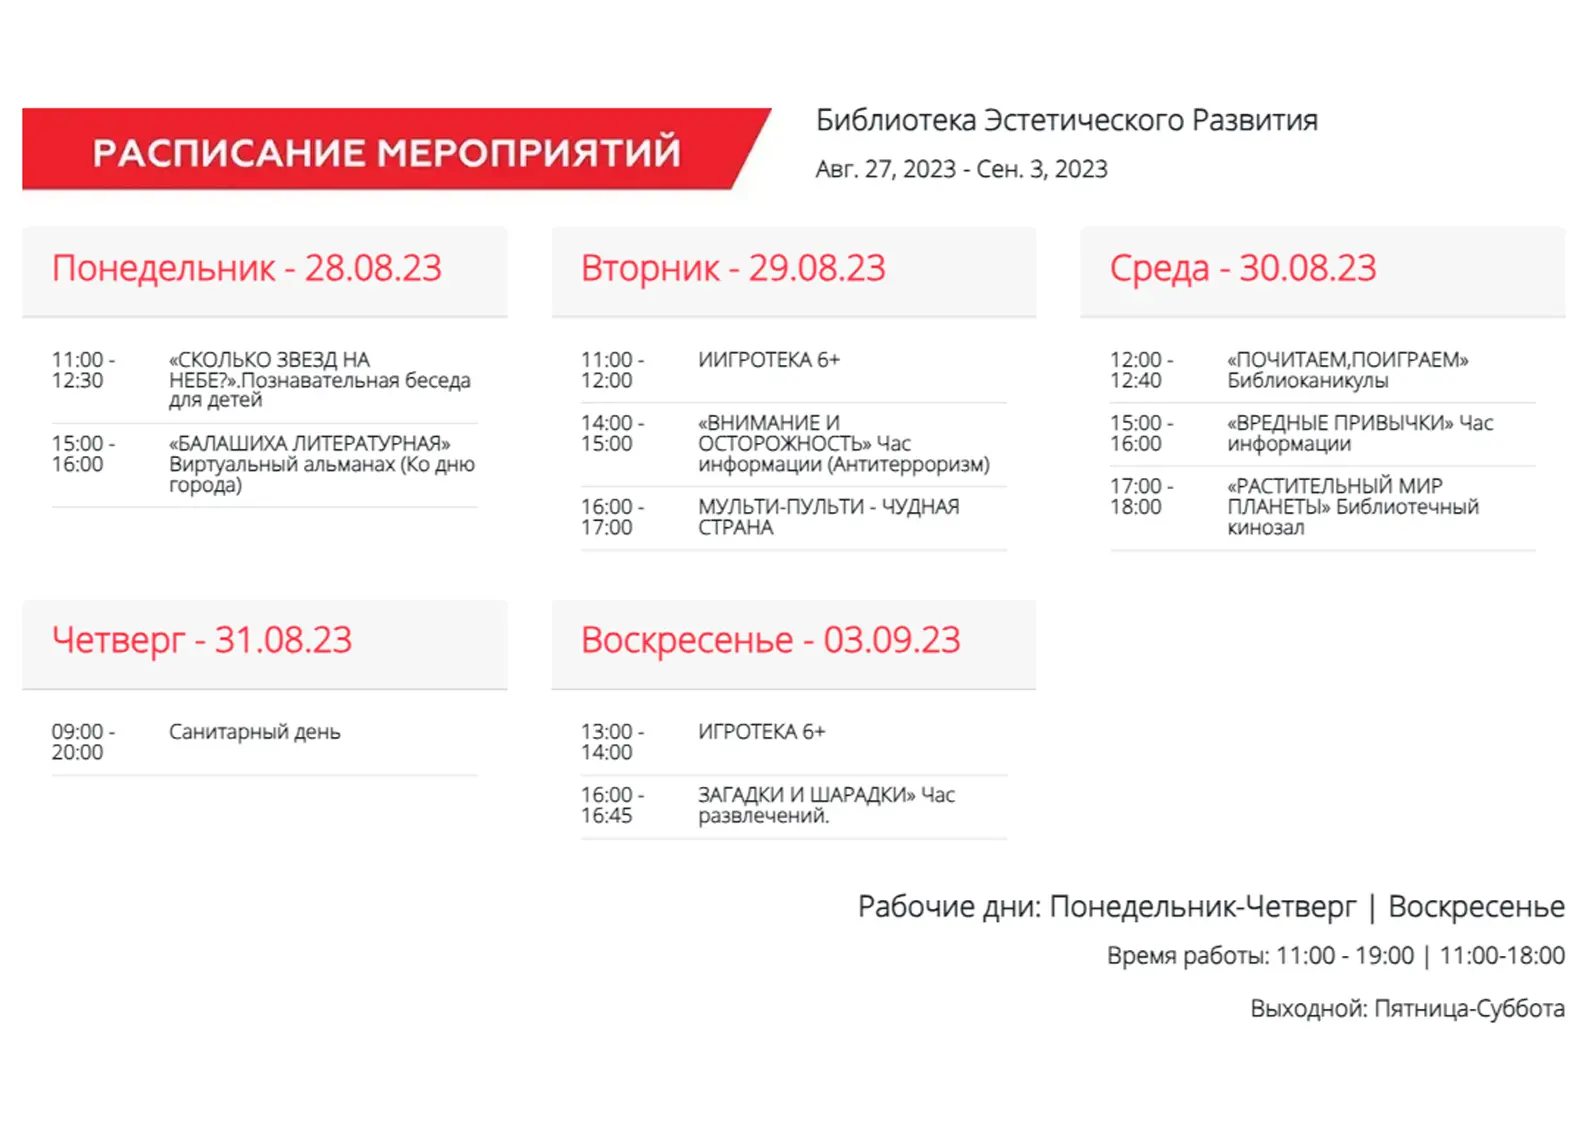 РАСПИСАНИЕ МЕРОПРИЯТИЙ
Библиотека Эстетического Развития
Авг. 27, 2023 - Сен. 3, 2023
Понедельник - 28.08.23
11:00 -
12:30
«СКОЛЬКО ЗВЕЗД НА
НЕБЕ?».Познавательная беседа
для детей
15:00 -
16:00
«БАЛАШИХА ЛИТЕРАТУРНАЯ»
Виртуальный альманах (Ко дню
города)
Вторник - 29.08.23
11:00 -
12:00
ИИГРОТЕКА 6+
14:00 -
15:00
«ВНИМАНИЕ И
ОСТОРОЖНОСТЬ» Час
информации (Антитерроризм)
16:00 -
17:00
МУЛЬТИ-ПУЛЬТИ - ЧУДНАЯ
СТРАНА
Среда - 30.08.23
12:00 -
12:40
«ПОЧИТАЕМ,ПОИГРАЕМ»
Библиоканикулы
15:00 -
16:00
«ВРЕДНЫЕ ПРИВЫЧКИ» Час
информации
17:00 -
18:00
«РАСТИТЕЛЬНЫЙ МИР
ПЛАНЕТЫ» Библиотечный
кинозал
Четверг - 31.08.23
09:00 -
20:00
Санитарный день
Воскресенье - 03.09.23
13:00 -
14:00
ИГРОТЕКА 6+
16:00 -
16:45
ЗАГАДКИ И ШАРАДКИ» Час
развлечений.
Рабочие дни: Понедельник-Четверг | Воскресенье
Время работы: 11:00 - 19:00 | 11:00-18:00
Выходной: Пятница-Суббота